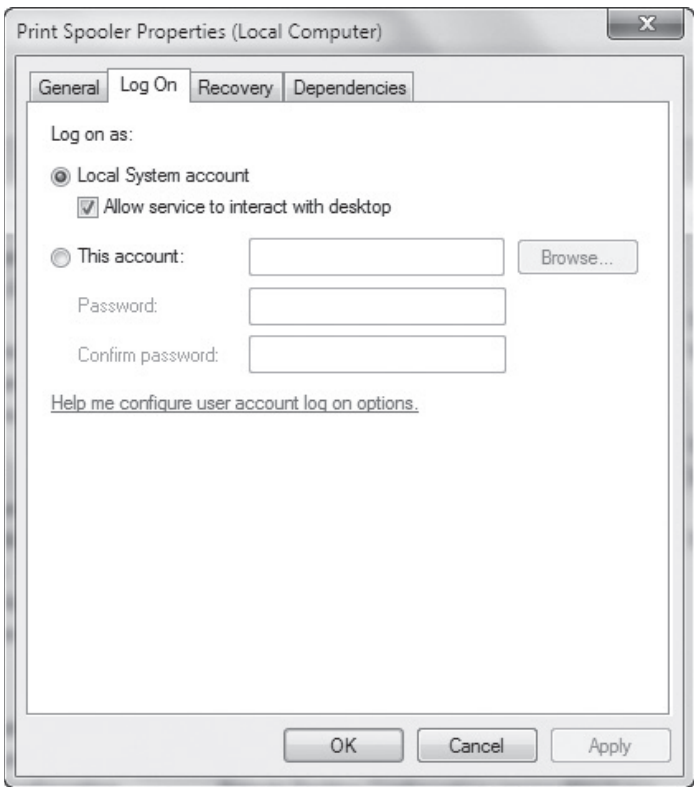 Print Spooler Properties (Local Computer)
X
General Log On Recovery Dependencies
Log on as:
Local System account
Allow service to interact with desktop
This account: Browse...
Password:
Confirm password:
Help me configure user account log on options.
OK Cancel Apply